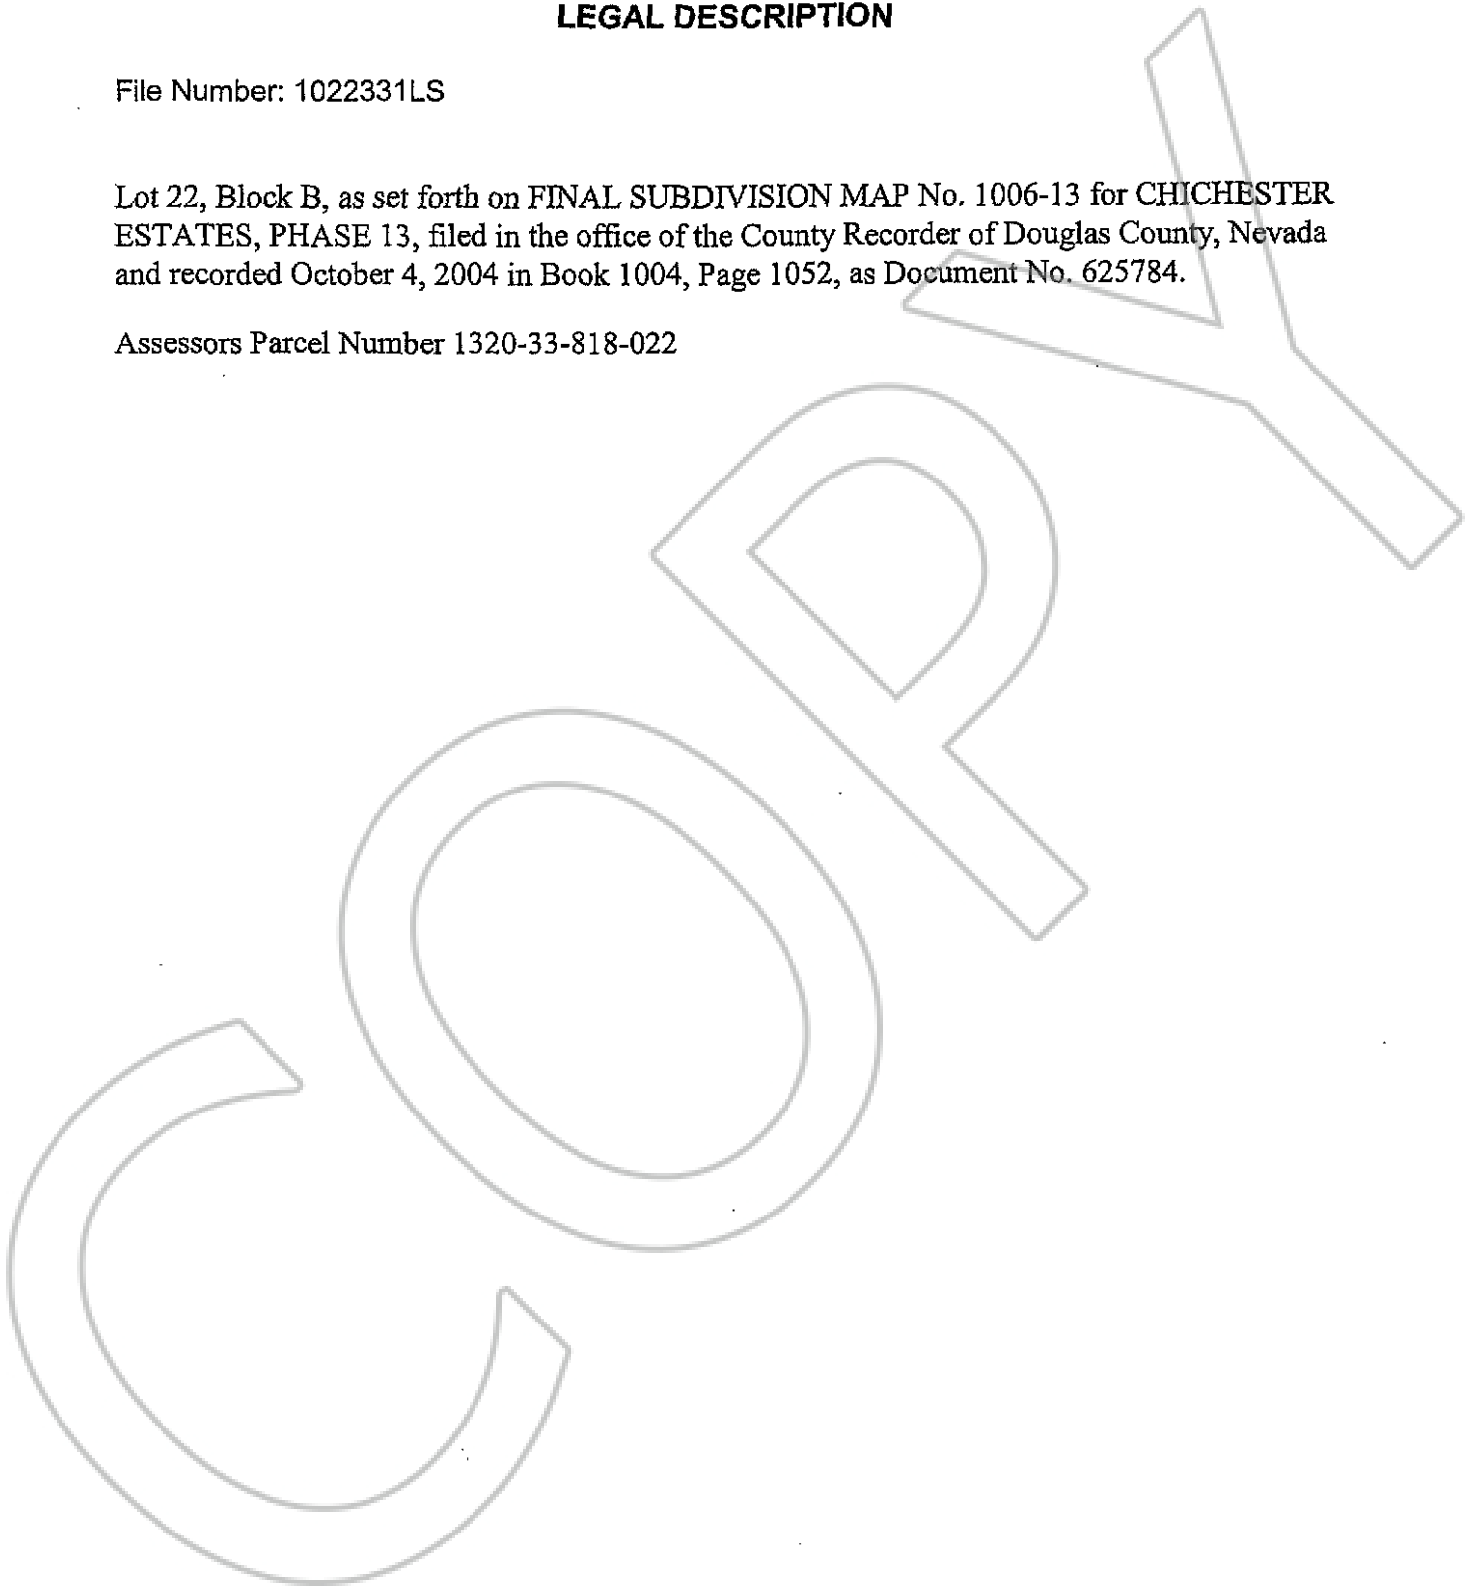 LEGAL DESCRIPTION
File Number: 1022331LS
Lot 22, Block B, as set forth on FINAL SUBDIVISION MAP No. 1006-13 for CHICHESTER
ESTATES, PHASE 13, filed in the office of the County Recorder of Douglas County, Nevada
and recorded October 4, 2004 in Book 1004, Page 1052, as Document No. 625784.
Assessors Parcel Number 1320-33-818-022
COPY